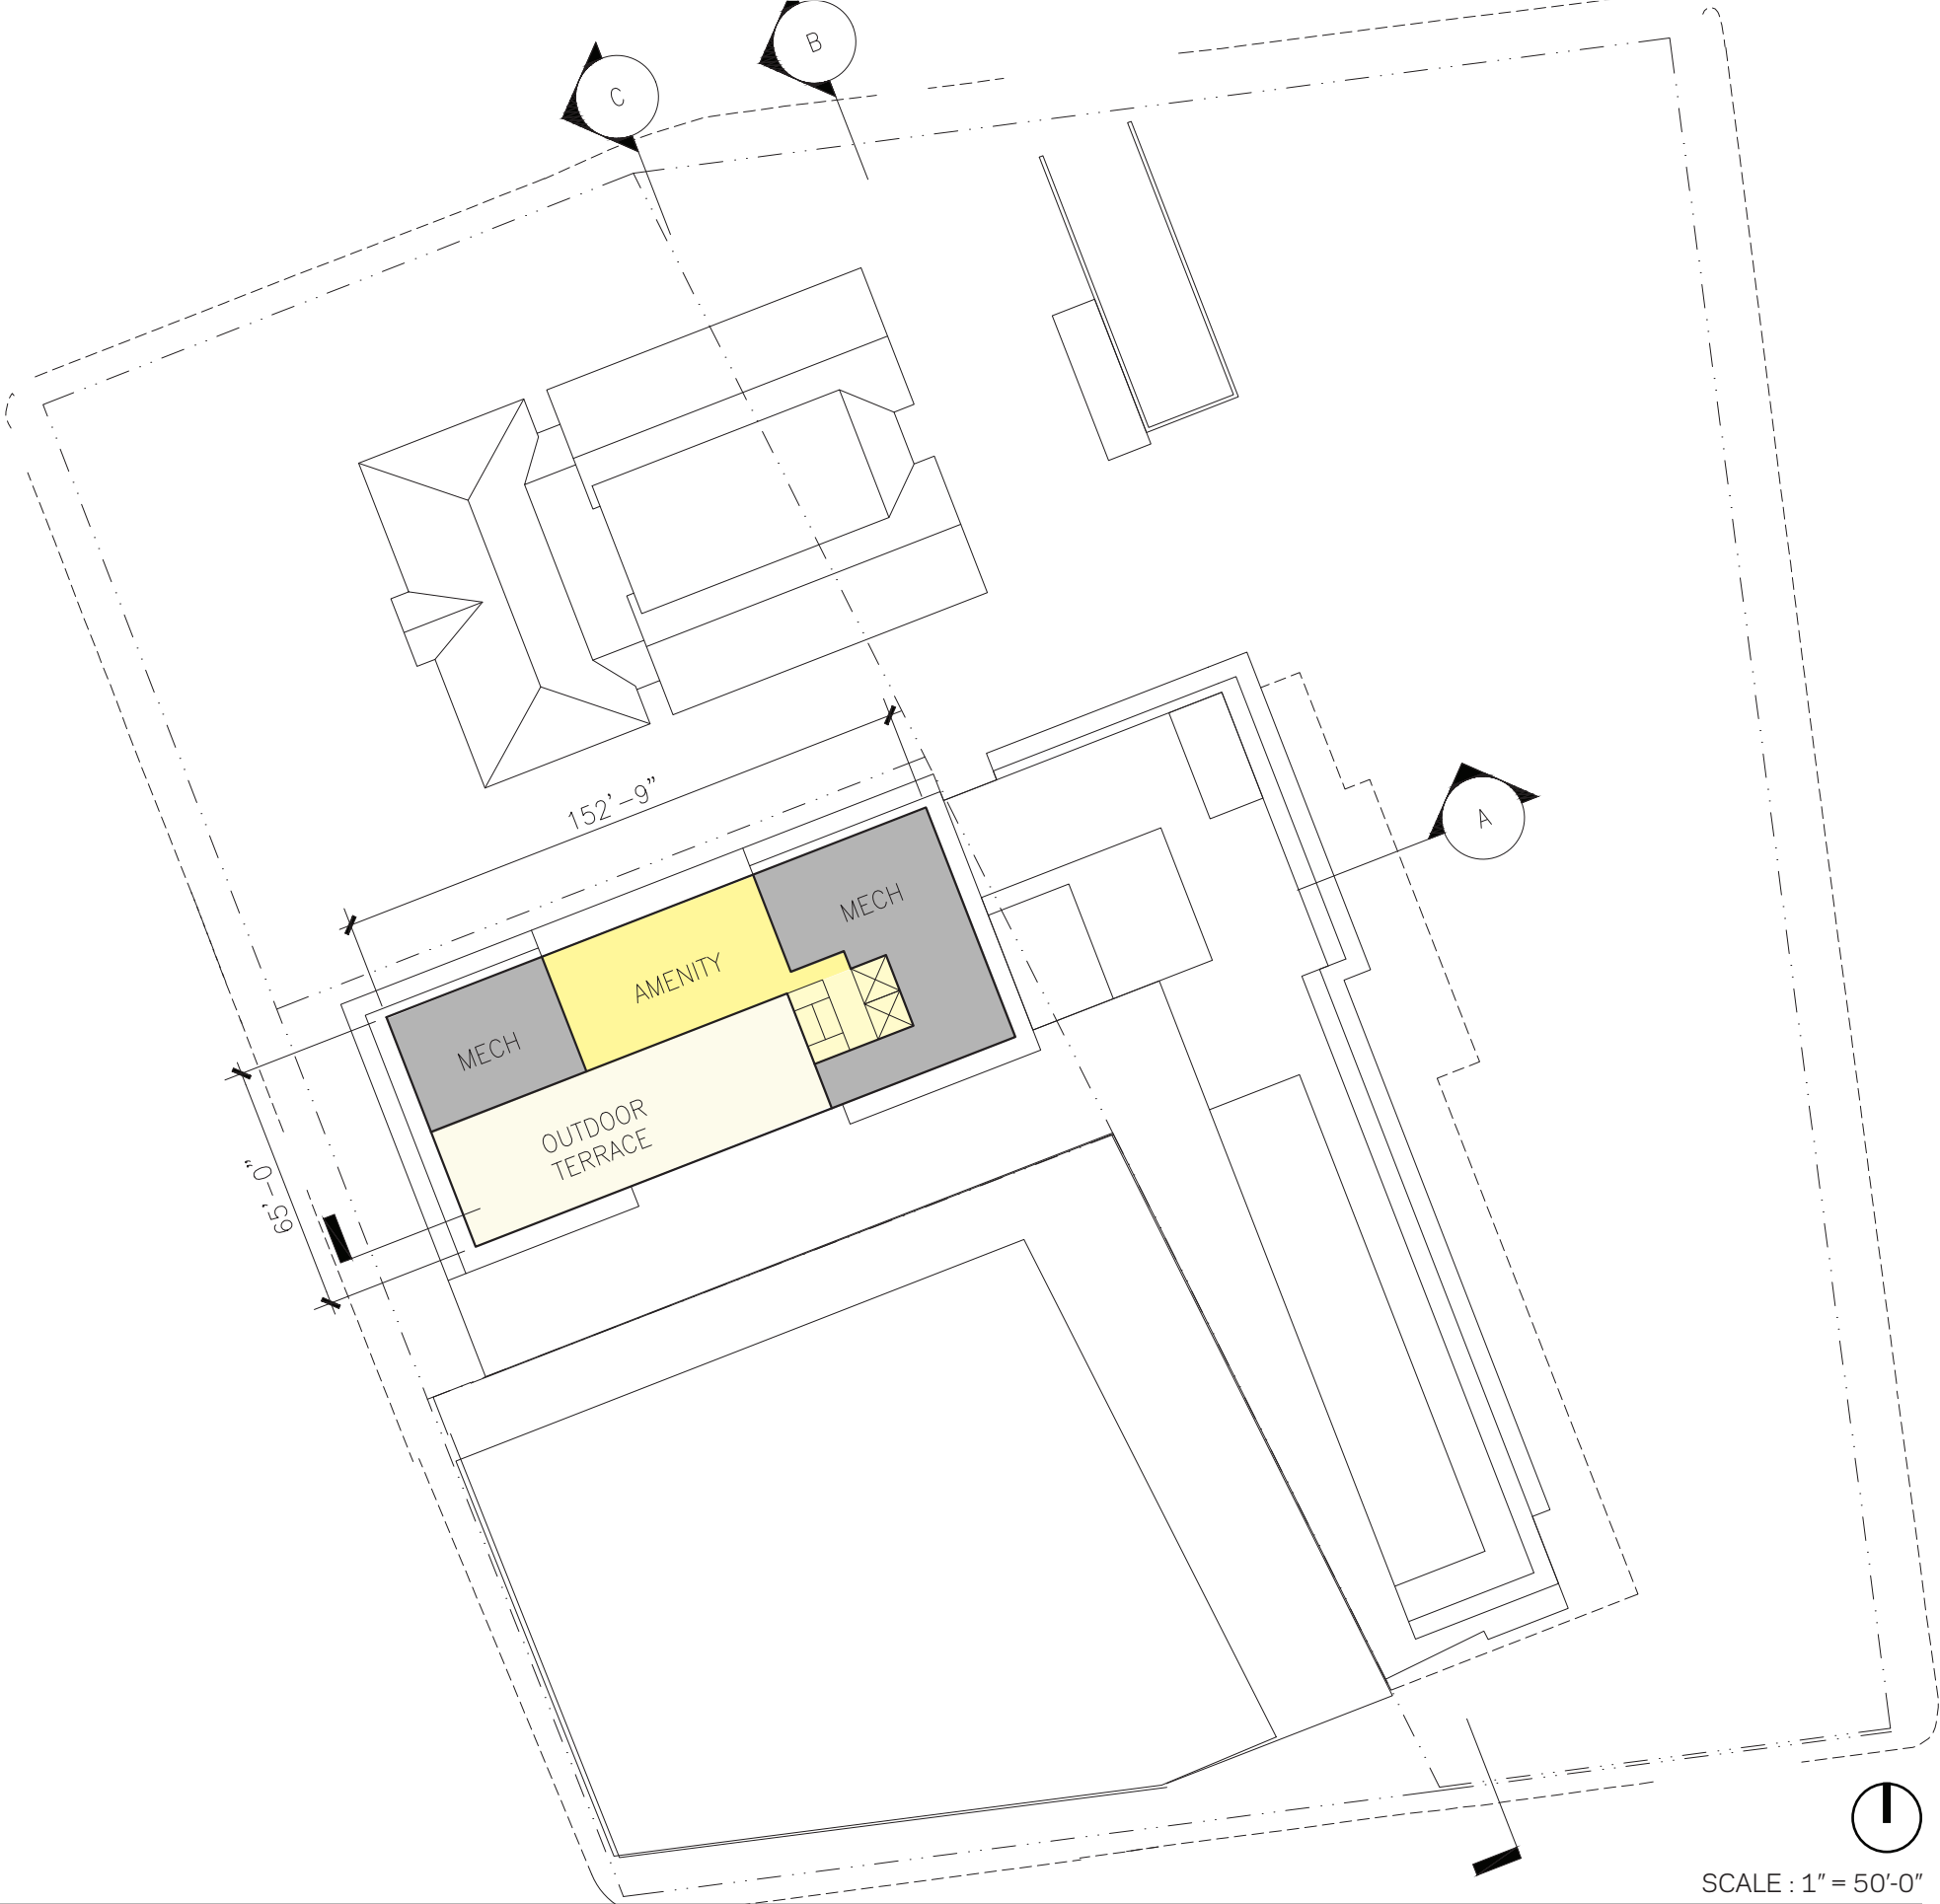 B
C
152’–9”
A
MECH
AMENITY
MECH
OUTDOOR
TERRACE
65’–0”
SCALE : 1” = 50’-0”